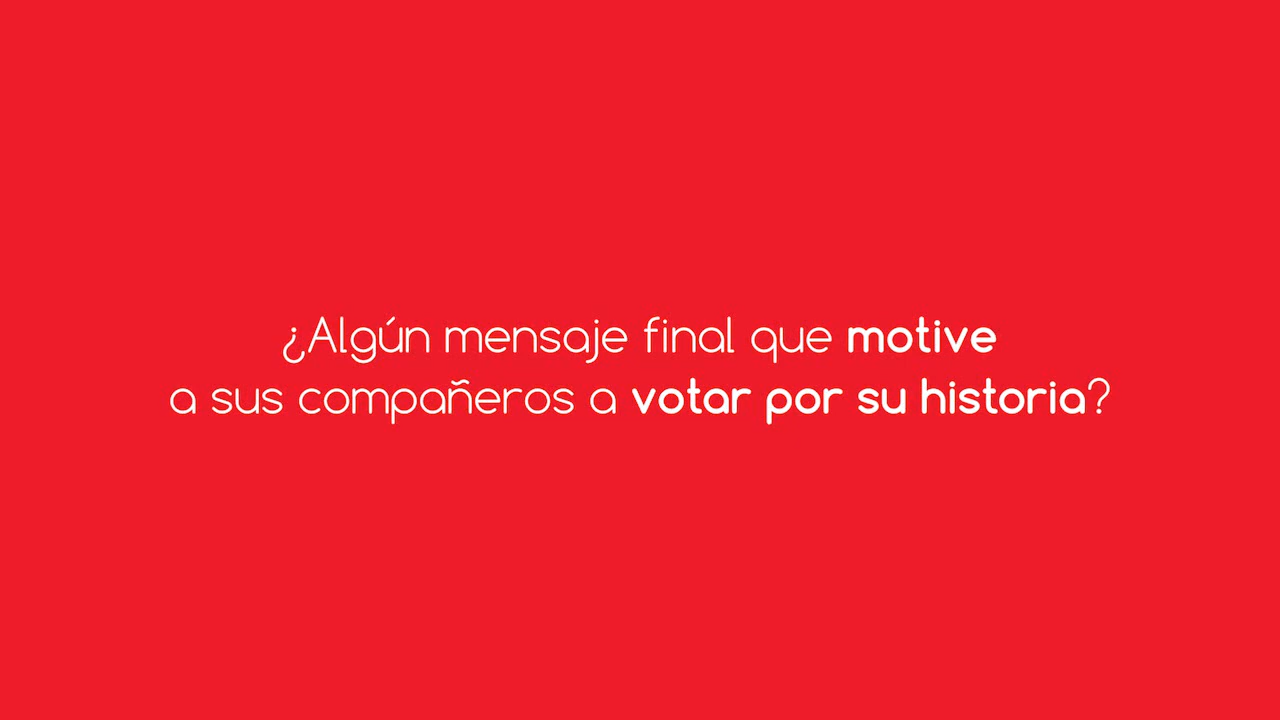 ¿Algún mensaje final que motive
a sus compañeros a votar por su historia?